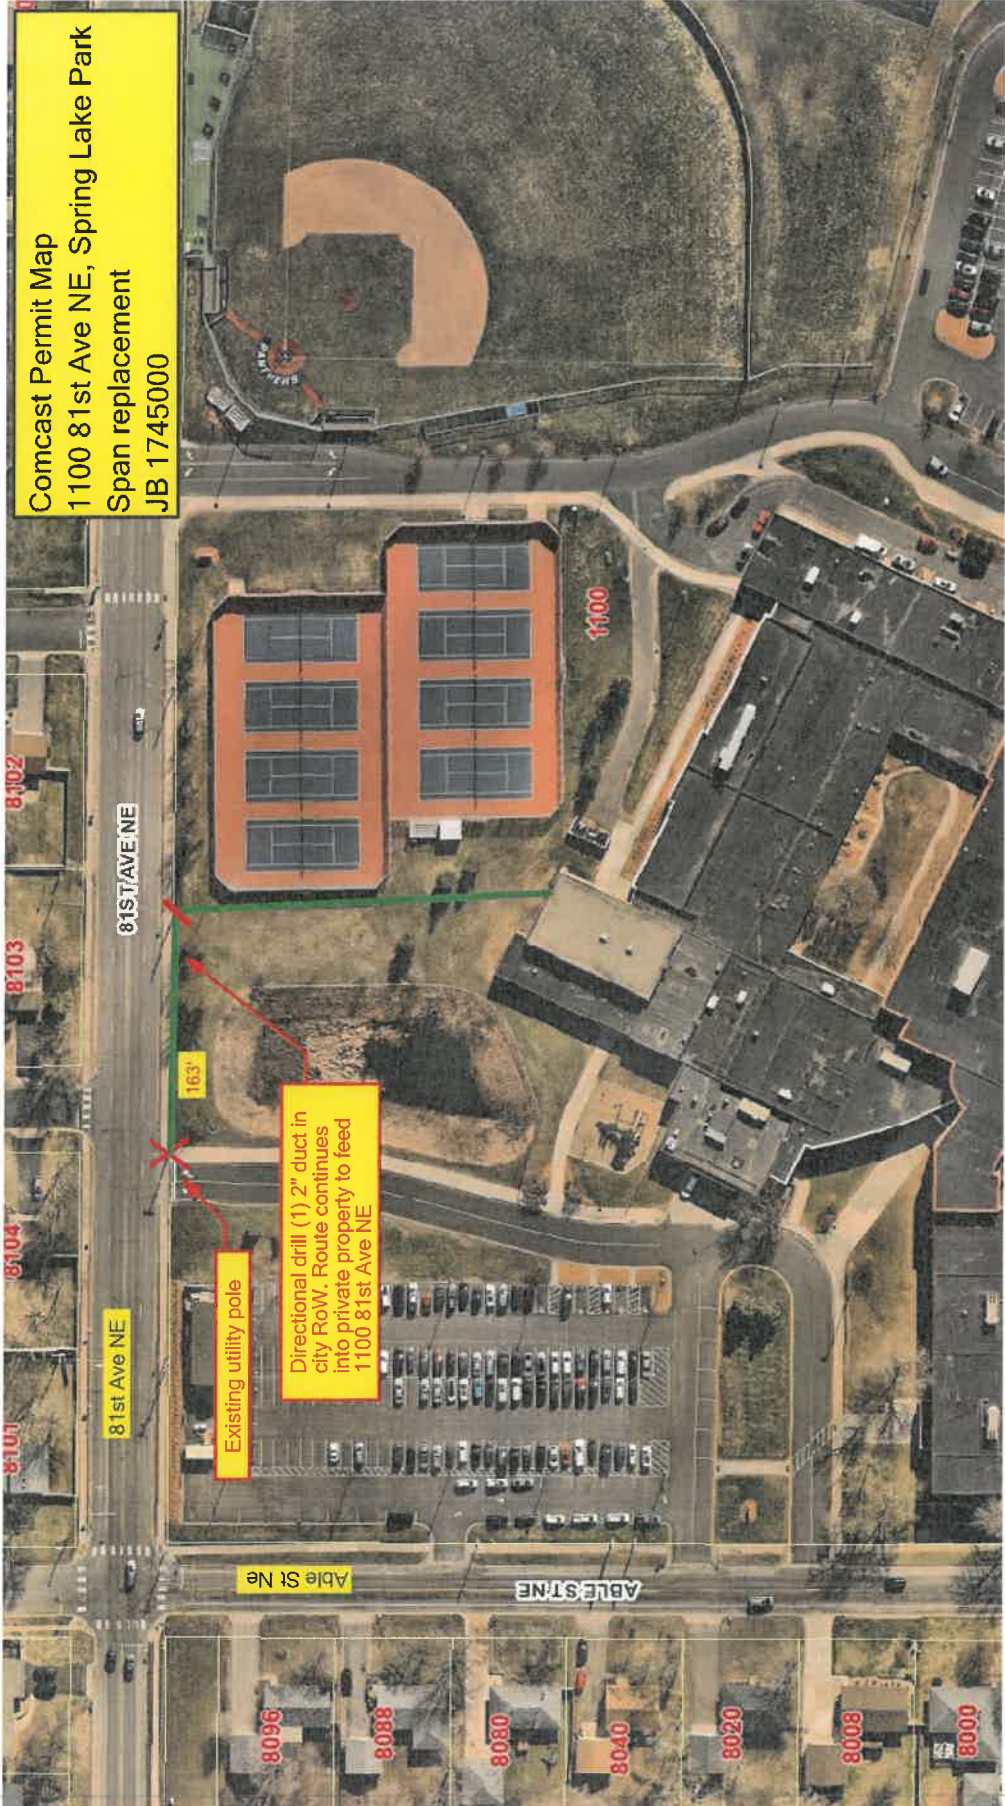 Comcast Permit Map
1100 81st Ave NE, Spring Lake Park
Span replacement
JB 1745000
8101
8104
8103
8102
81st Ave NE
81ST AVE NE
163'
Existing utility pole
Directional drill (1) 2" duct in
city RoW. Route continues
into private property to feed
1100 81st Ave NE
PANTHERS
1100
Able St Ne
ABLE ST NE
8096
8088
8080
8040
8020
8008
8000